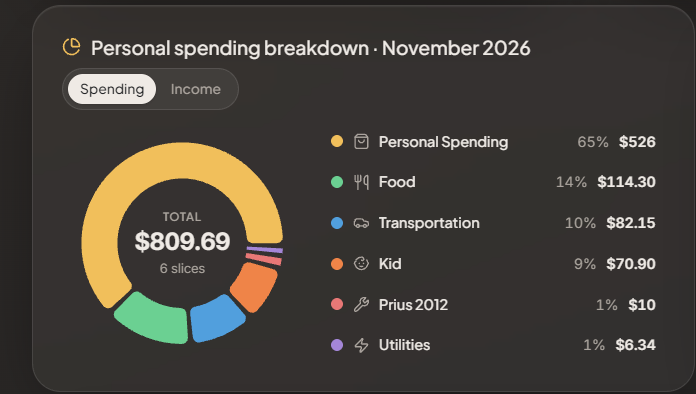 Personal spending breakdown · November 2026
Spending Income
TOTAL
$809.69
6 slices
Personal Spending 65% $526
Food 14% $114.30
Transportation 10% $82.15
Kid 9% $70.90
Prius 2012 1% $10
Utilities 1% $6.34